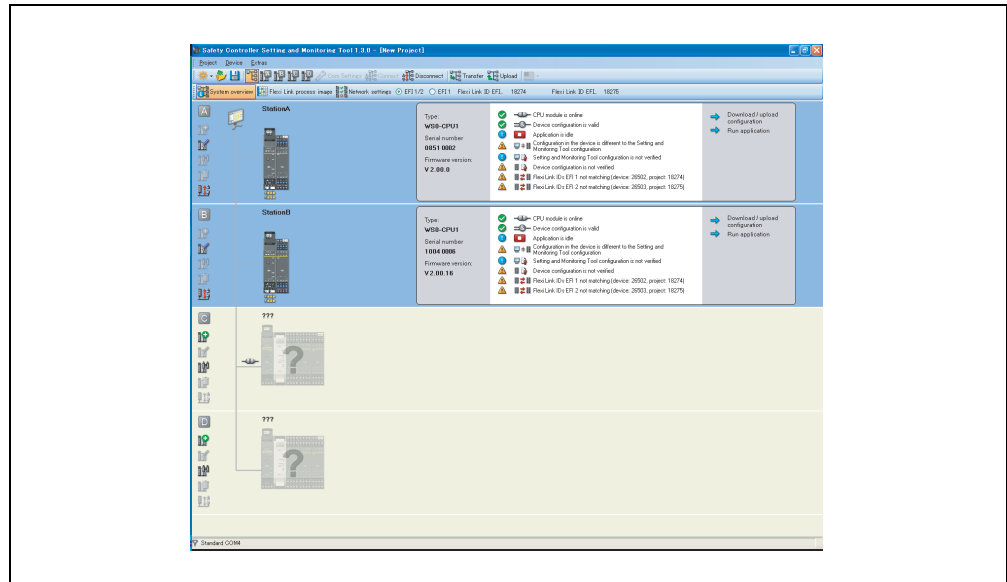 Safety Controller Setting and Monitoring Tool 1.3.0 - [New Project]
Project Device Extras
Com Settings Connect Disconnect Transfer Upload
System overview Flexi Link process image Network settings EFI1/2 EFI1 Flexi Link ID EFI.. 18274 Flexi Link ID EFI.. 18275
A
StationA
Type:
WS0-CPU1
Serial number
0851 0002
Firmware version:
V 2.00.0
CPU module is online
Device configuration is valid
Application is idle
Configuration in the device is different to the Setting and
Monitoring Tool configuration
Setting and Monitoring Tool configuration is not verified
Device configuration is not verified
Flexi Link IDs EFI 1 not matching (device: 26502, project: 18274)
Flexi Link IDs EFI 2 not matching (device: 26503, project: 18275)
Download / upload
configuration
Run application
B
StationB
Type:
WS0-CPU1
Serial number
1004 0006
Firmware version:
V 2.00.16
CPU module is online
Device configuration is valid
Application is idle
Configuration in the device is different to the Setting and
Monitoring Tool configuration
Setting and Monitoring Tool configuration is not verified
Device configuration is not verified
Flexi Link IDs EFI 1 not matching (device: 26502, project: 18274)
Flexi Link IDs EFI 2 not matching (device: 26503, project: 18275)
Download / upload
configuration
Run application
C
???
?
D
???
?
Standard COM4